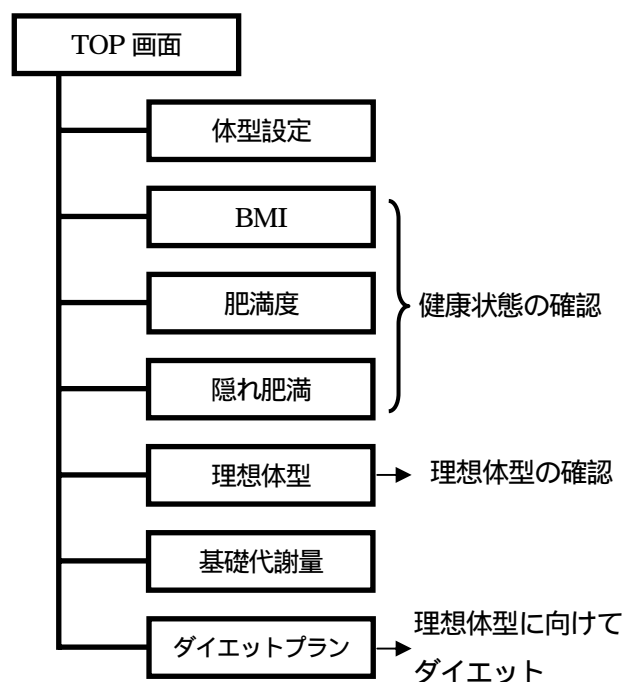 TOP 画面
体型設定
BMI
肥満度
健康状態の確認
隠れ肥満
理想体型
理想体型の確認
基礎代謝量
ダイエットプラン
理想体型に向けて
ダイエット